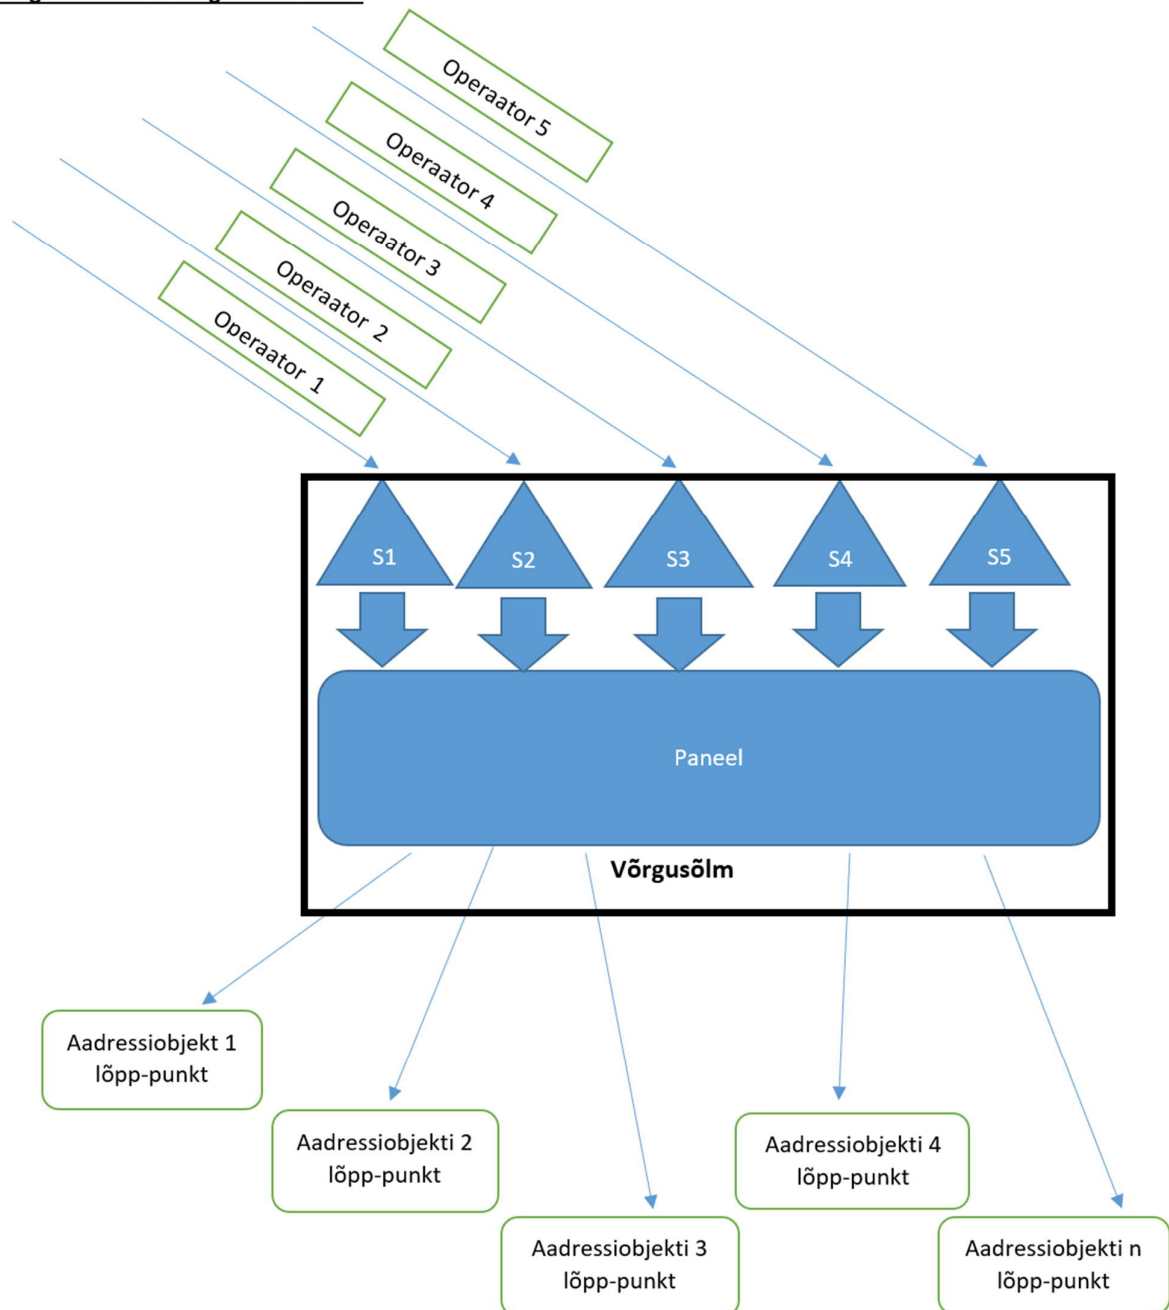 Operaator 5
Operaator 4
Operaator 3
Operaator 2
Operaator 1
S1
S2
S3
S4
S5
Paneel
Võrgusõlm
Aadressiobjekt 1
lõpp-punkt
Aadressiobjekti 2
lõpp-punkt
Aadressiobjekti 4
lõpp-punkt
Aadressiobjekti 3
lõpp-punkt
Aadressiobjekti n
lõpp-punkt